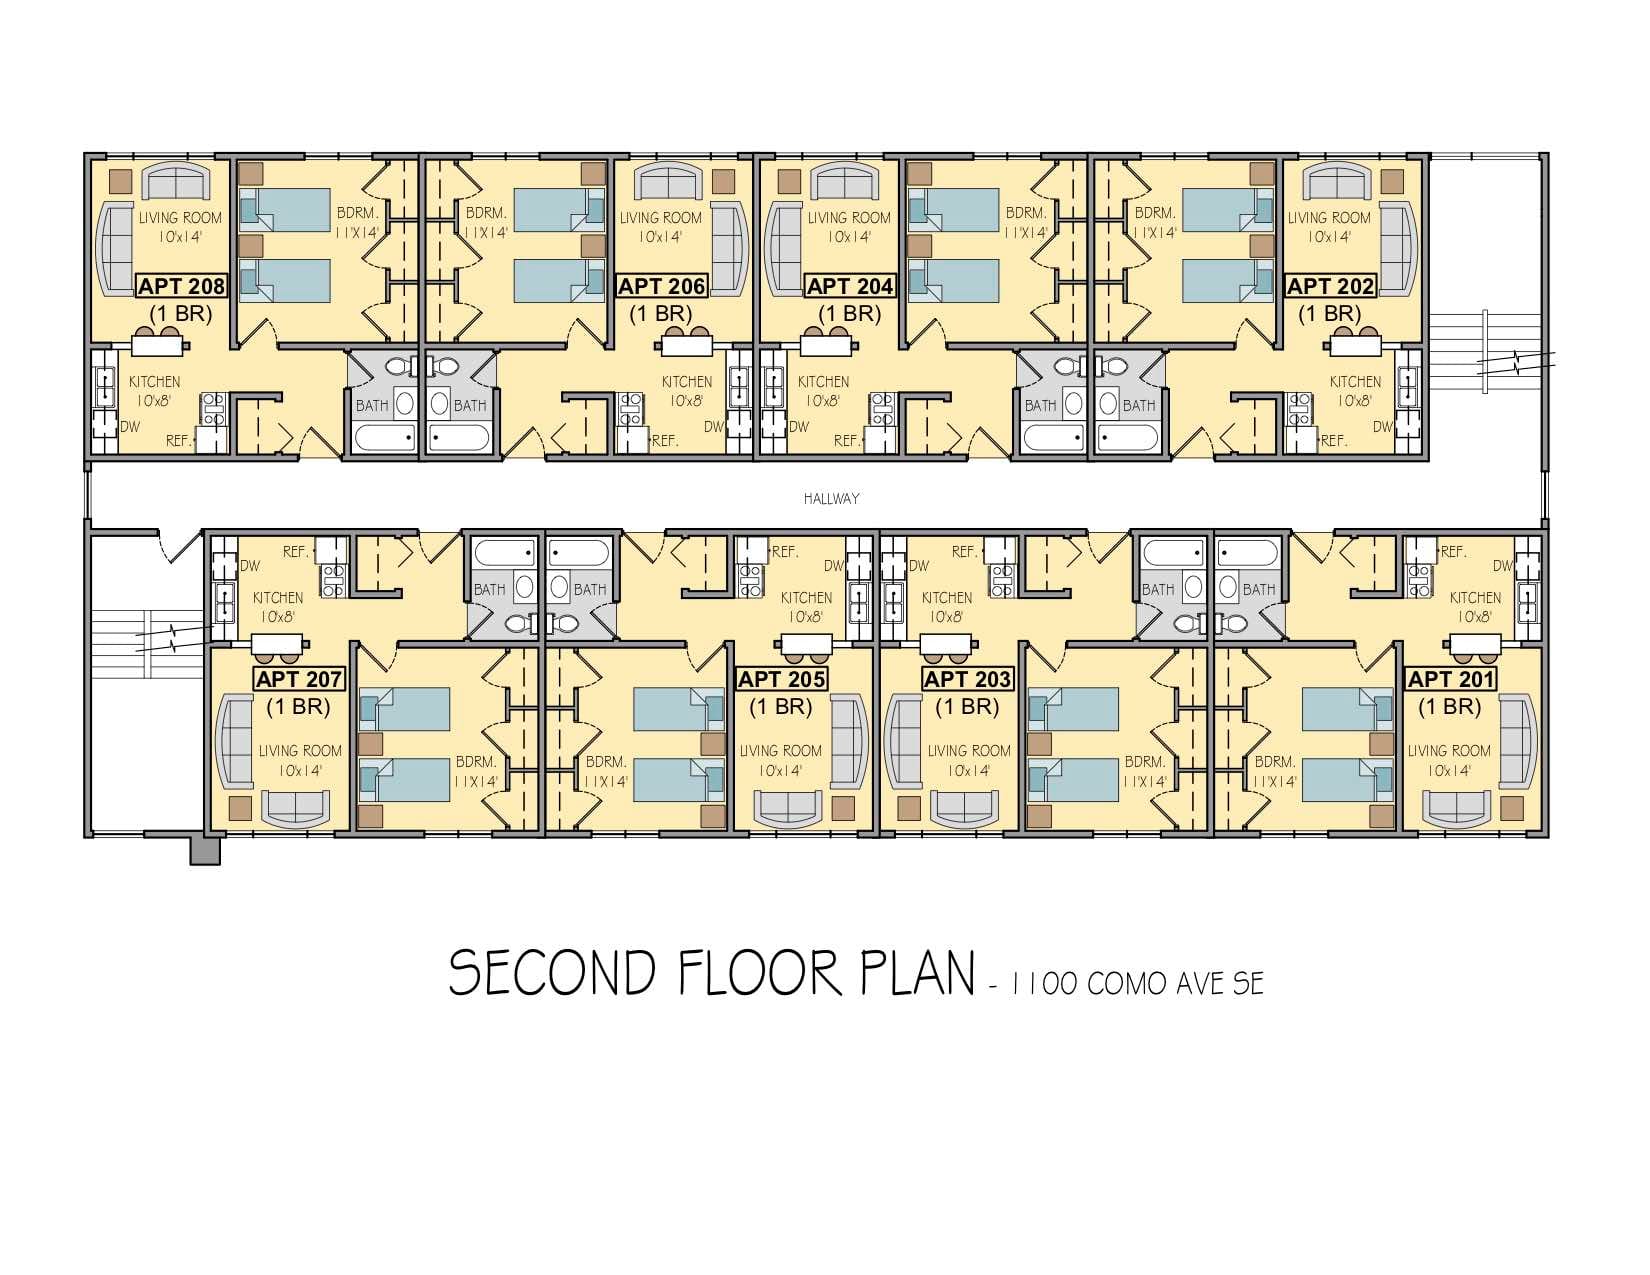 LIVING ROOM
10'x14'
BDRM.
11'X14'
BDRM.
11'X14'
LIVING ROOM
10'x14'
LIVING ROOM
10'x14'
BDRM.
11'X14'
BDRM.
11'X14'
LIVING ROOM
10'x14'
APT 208
(1 BR)
APT 206
(1 BR)
APT 204
(1 BR)
APT 202
(1 BR)
KITCHEN
10'x8'
DW
REF.
BATH
BATH
KITCHEN
10'x8'
REF.
DW
KITCHEN
10'x8'
DW
REF.
BATH
BATH
KITCHEN
10'x8'
REF.
DW
HALLWAY
REF.
DW
KITCHEN
10'x8'
BATH
BATH
REF.
DW
KITCHEN
10'x8'
REF.
DW
KITCHEN
10'x8'
BATH
BATH
REF.
DW
KITCHEN
10'x8'
APT 207
(1 BR)
APT 205
(1 BR)
APT 203
(1 BR)
APT 201
(1 BR)
LIVING ROOM
10'x14'
BDRM.
11'X14'
BDRM.
11'X14'
LIVING ROOM
10'x14'
LIVING ROOM
10'x14'
BDRM.
11'X14'
BDRM.
11'X14'
LIVING ROOM
10'x14'
SECOND FLOOR PLAN - 1100 COMO AVE SE